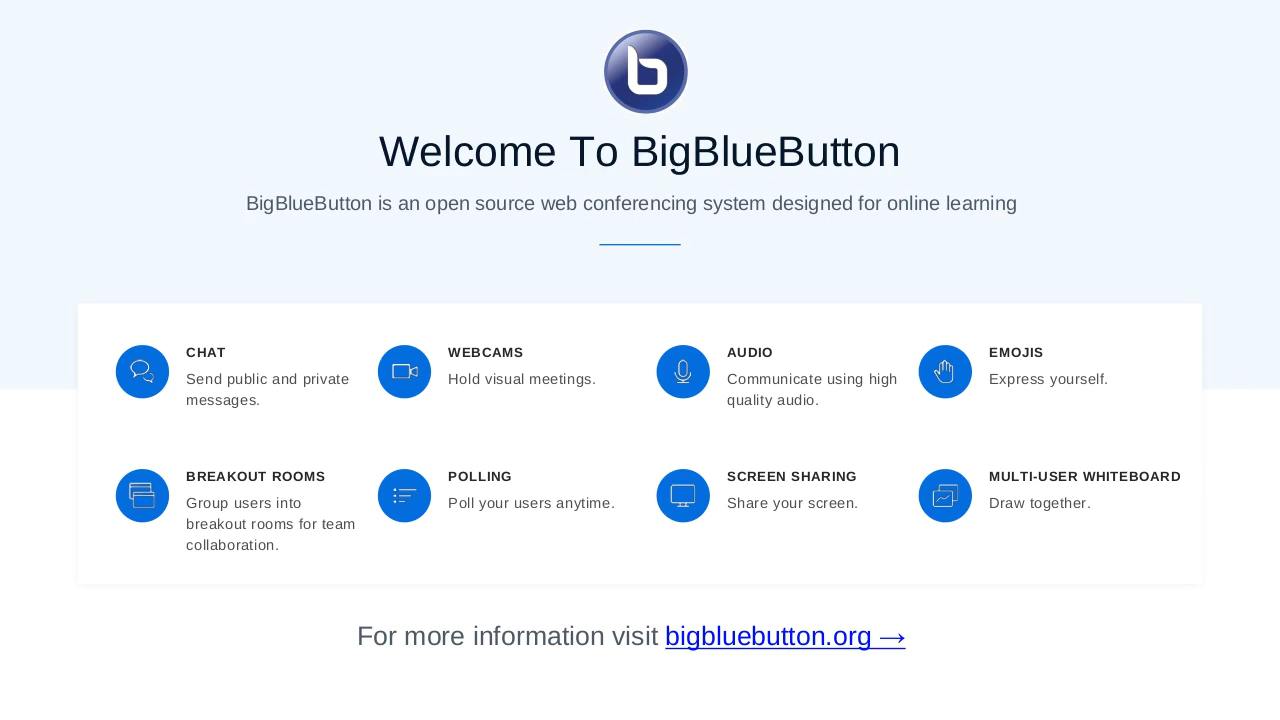 Welcome To BigBlueButton
BigBlueButton is an open source web conferencing system designed for online learning
CHAT
Send public and private
messages.
WEBCAMS
Hold visual meetings.
AUDIO
Communicate using high
quality audio.
EMOJIS
Express yourself.
BREAKOUT ROOMS
Group users into
breakout rooms for team
collaboration.
POLLING
Poll your users anytime.
SCREEN SHARING
Share your screen.
MULTI-USER WHITEBOARD
Draw together.
For more information visit bigbluebutton.org →